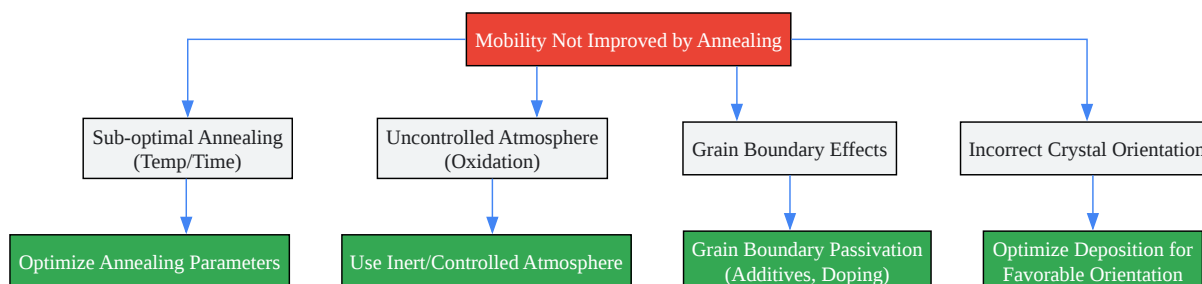 Mobility Not Improved by Annealing
Sub-optimal Annealing
(Temp/Time)
Uncontrolled Atmosphere
(Oxidation)
Grain Boundary Effects
Incorrect Crystal Orientation
Optimize Annealing Parameters
Use Inert/Controlled Atmosphere
Grain Boundary Passivation
(Additives, Doping)
Optimize Deposition for
Favorable Orientation